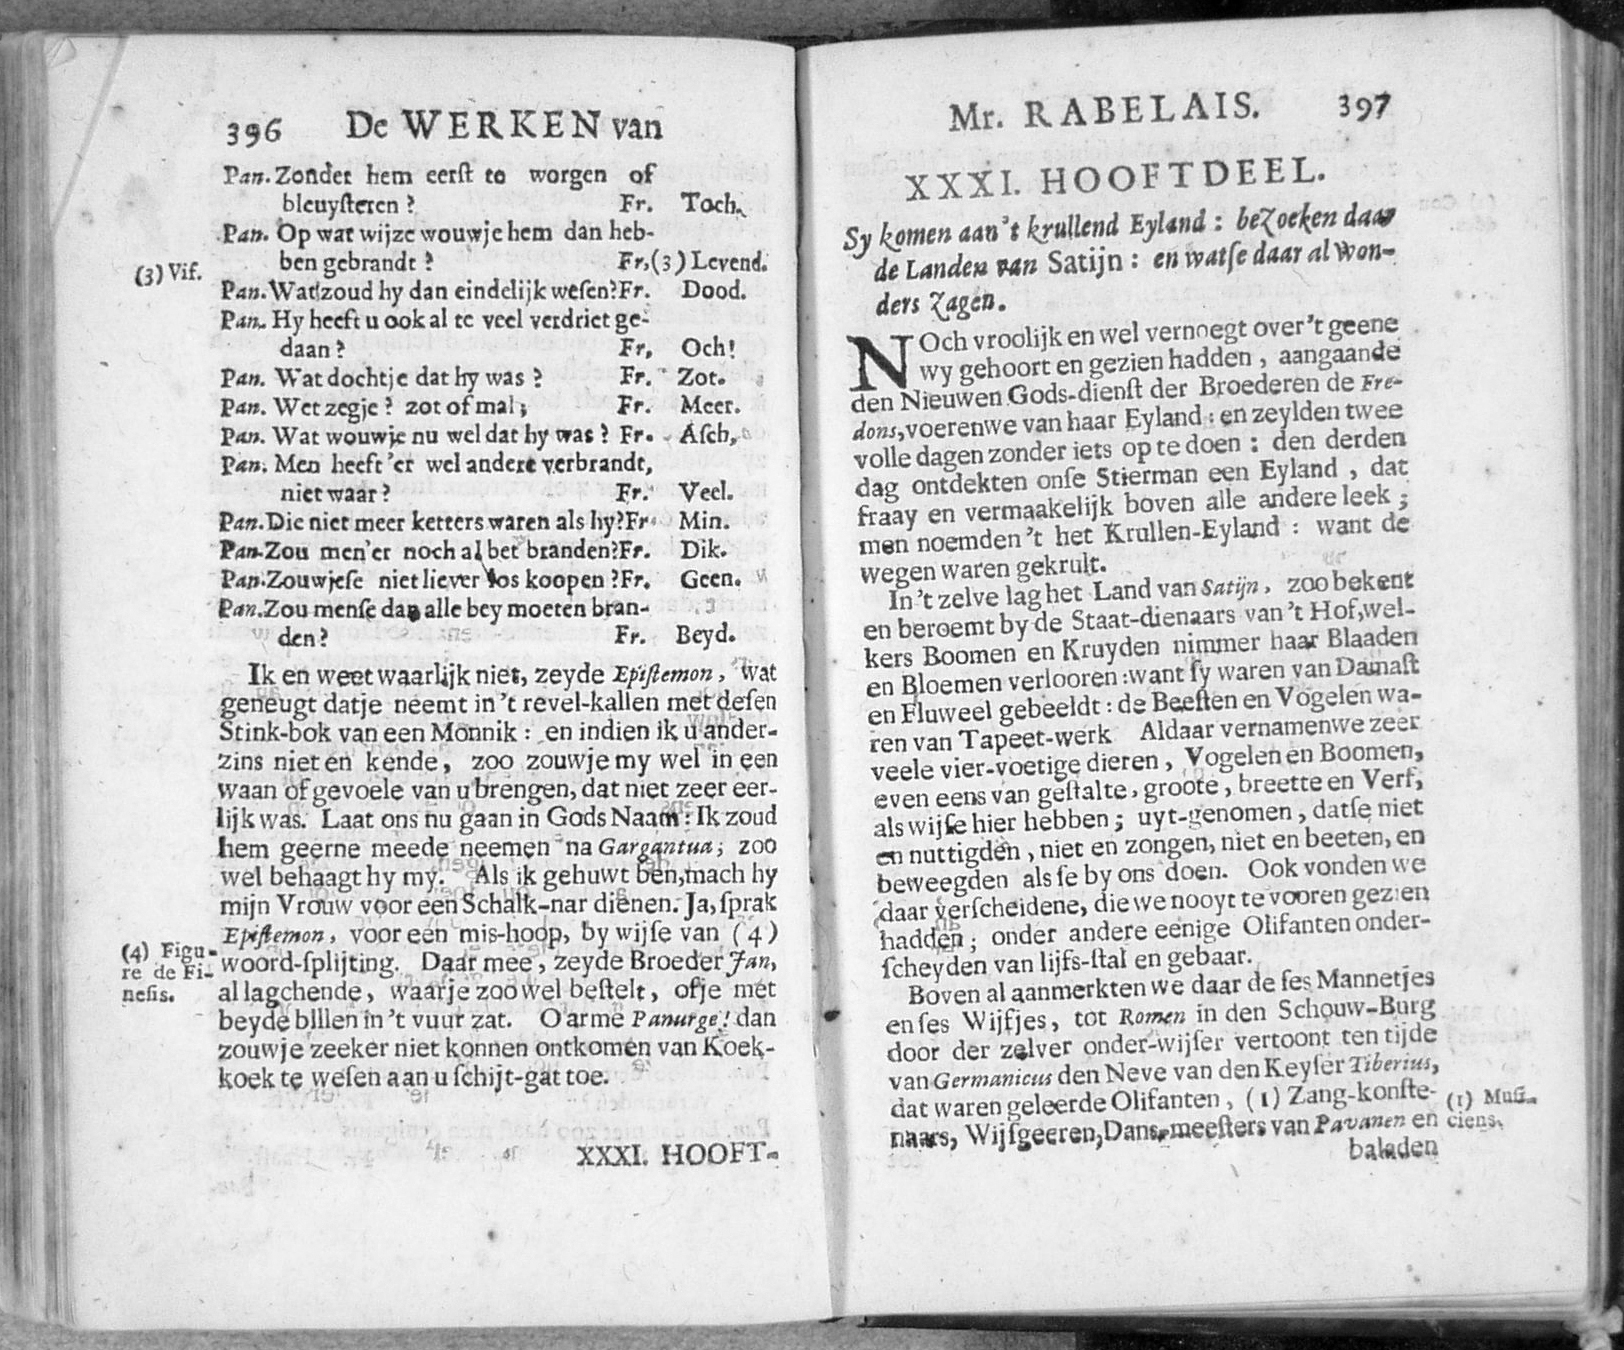 396 De WERKEN van
Pan. Zonder hem eerſt to worgen of
bleuyſteren? Fr. Toch.
Pan. Op wat wijze wouwje hem dan heb-
ben gebrandt? Fr, (3) Levend.
(3) Vif.
Pan. Wat zoud hy dan eindelijk weſen? Fr. Dood.
Pan. Hy heeft u ook al te veel verdriet ge-
daan? Fr, Och!
Pan. Wat dochtje dat hy was? Fr. Zot.
Pan. Wet zegje? zot of mal, Fr. Meer.
Pan. Wat wouwje nu wel dat hy was? Fr. Aſch,
Pan. Men heeft 'er wel andere verbrandt,
niet waar? Fr. Veel.
Pan. Die niet meer ketters waren als hy? Fr. Min.
Pan. Zou men'er noch al bet branden? Fr. Dik.
Pan. Zouwjeſe niet liever los koopen? Fr. Geen.
Pan. Zou menſe dan alle bey moeten bran-
den? Fr. Beyd.
Ik en weet waarlijk niet, zeyde Epiſtemon, wat
geneugt datje neemt in 't revel-kallen met deſen
Stink-bok van een Monnik: en indien ik u ander-
zins niet en kende, zoo zouwje my wel in een
waan of gevoele van u brengen, dat niet zeer eer-
lijk was. Laat ons nu gaan in Gods Naam: Ik zoud
hem geerne meede neemen na Gargantua; zoo
wel behaagt hy my. Als ik gehuwt ben, mach hy
mijn Vrouw voor een Schalk-nar dienen. Ja, ſprak
Epiſtemon, voor een mis-hoop, by wijſe van (4)
(4) Figu-
re de Fi-
neſis.
woord-ſplijting. Daar mee, zeyde Broeder Jan,
al lagchende, waarje zoo wel beſtelt, ofje met
beyde billen in 't vuur zat. O arme Panurge! dan
zouwje zeeker niet konnen ontkomen van Koek-
koek te weſen aan u ſchijt-gat toe.
XXXI. HOOFT-
Mr. RABELAIS. 397
XXXI. HOOFTDEEL.
Sy komen aan 't krullend Eyland: beZoeken daar
de Landen van Satijn: en watſe daar al Won-
ders Zagen.
NOch vroolijk en wel vernoegt over 't geene
wy gehoort en gezien hadden, aangaande
den Nieuwen Gods-dienſt der Broederen de Fre-
dons, voerenwe van haar Eyland: en zeylden twee
volle dagen zonder iets op te doen: den derden
dag ontdekten onſe Stierman een Eyland, dat
fraay en vermaakelijk boven alle andere leek;
men noemden 't het Krullen-Eyland: want de
wegen waren gekrult.
In 't zelve lag het Land van Satijn, zoo bekent
en beroemt by de Staat-dienaars van 't Hof, wel-
kers Boomen en Kruyden nimmer haar Blaaden
en Bloemen verlooren: want ſy waren van Damaſt
en Fluweel gebeeldt: de Beeſten en Vogelen wa-
ren van Tapeet-werk Aldaar vernamenwe zeer
veele vier-voetige dieren, Vogelen en Boomen,
even eens van geſtalte, groote, breette en Verf,
als wijſe hier hebben; uyt-genomen, datſe niet
en nuttigden, niet en zongen, niet en beeten, en
beweegden als ſe by ons doen. Ook vonden we
daar verſcheidene, die we nooyt te vooren gezien
hadden; onder andere eenige Olifanten onder-
ſcheyden van lijfs-ſtal en gebaar.
Boven al aanmerkten we daar de ſes Mannetjes
en ſes Wijfjes, tot Romen in den Schouw-Burg
door der zelver onder-wijſer vertoont ten tijde
van Germanicus den Neve van den Keyſer Tiberius,
dat waren geleerde Olifanten, (1) Zang-konſte-
(1) Muſi-
ciens.
naars, Wijſgeeren, Dans-meeſters van Pavanen en
baladen